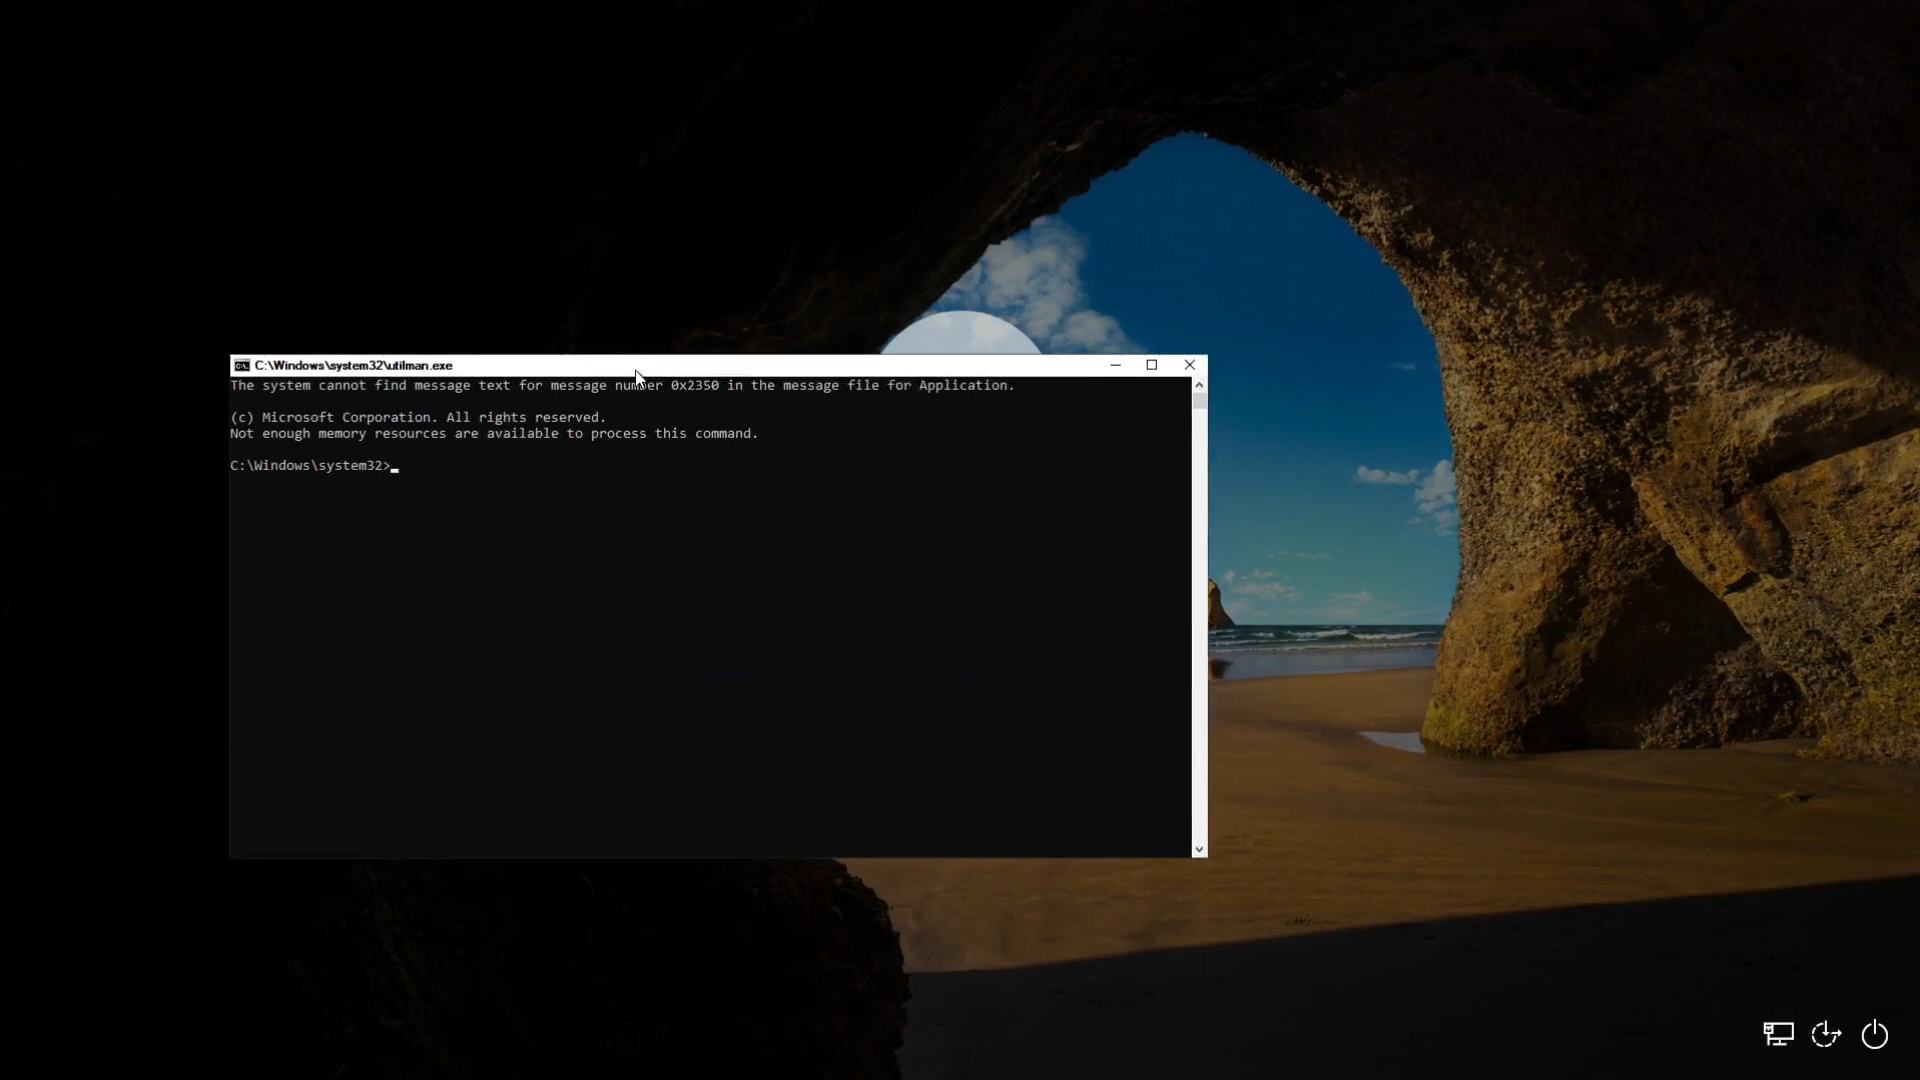 C:\Windows\system32\utilman.exe
The system cannot find message text for message number 0x2350 in the message file for Application.
(c) Microsoft Corporation. All rights reserved.
Not enough memory resources are available to process this command.
C:\Windows\system32>